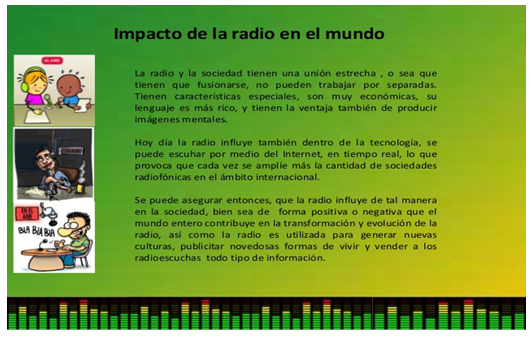 Impacto de la radio en el mundo
La radio y la sociedad tienen una unión estrecha , o sea que
tienen que fusionarse, no pueden trabajar por separadas.
Tienen características especiales, son muy económicas, su
lenguaje es más rico, y tienen la ventaja también de producir
imágenes mentales.
Hoy día la radio influye también dentro de la tecnología, se
puede escuhar por medio del Internet, en tiempo real, lo que
provoca que cada vez se amplíe más la cantidad de sociedades
radiofónicas en el ámbito internacional.
Se puede asegurar entonces, que la radio influye de tal manera
en la sociedad, bien sea de forma positiva o negativa que el
mundo entero contribuye en la transformación y evolución de la
radio, así como la radio es utilizada para generar nuevas
culturas, publicitar novedosas formas de vivir y vender a los
radioescuchas todo tipo de información.
AL AIRE
EN EL
AIRE
BLA BLA BLA